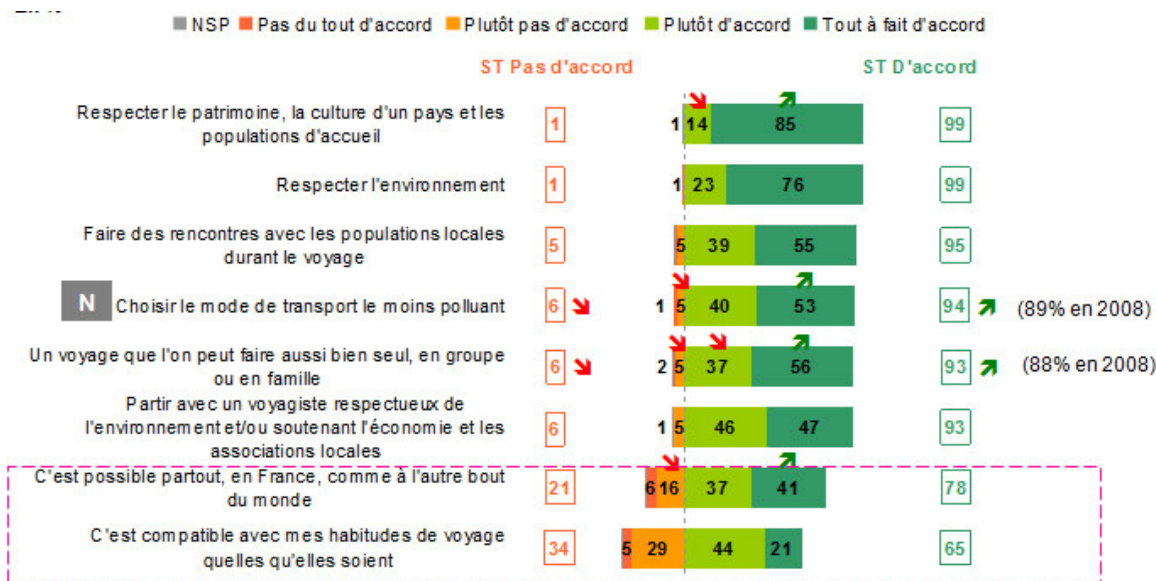 NSP Pas du tout d'accord Plutôt pas d'accord Plutôt d'accord Tout à fait d'accord
ST Pas d'accord ST D'accord
Respecter le patrimoine, la culture d'un pays et les
populations d'accueil
1 1 14 85 99
Respecter l'environnement 1 1 23 76 99
Faire des rencontres avec les populations locales
durant le voyage
5 5 39 55 95
N Choisir le mode de transport le moins polluant 6 1 5 40 53 94 (89% en 2008)
Un voyage que l'on peut faire aussi bien seul, en groupe
ou en famille
6 2 5 37 56 93 (88% en 2008)
Partir avec un voyagiste respectueux de
l'environnement et/ou soutenant l'économie et les
associations locales
6 1 5 46 47 93
C'est possible partout, en France, comme à l'autre bout
du monde
21 6 16 37 41 78
C'est compatible avec mes habitudes de voyage
quelles qu'elles soient
34 5 29 44 21 65